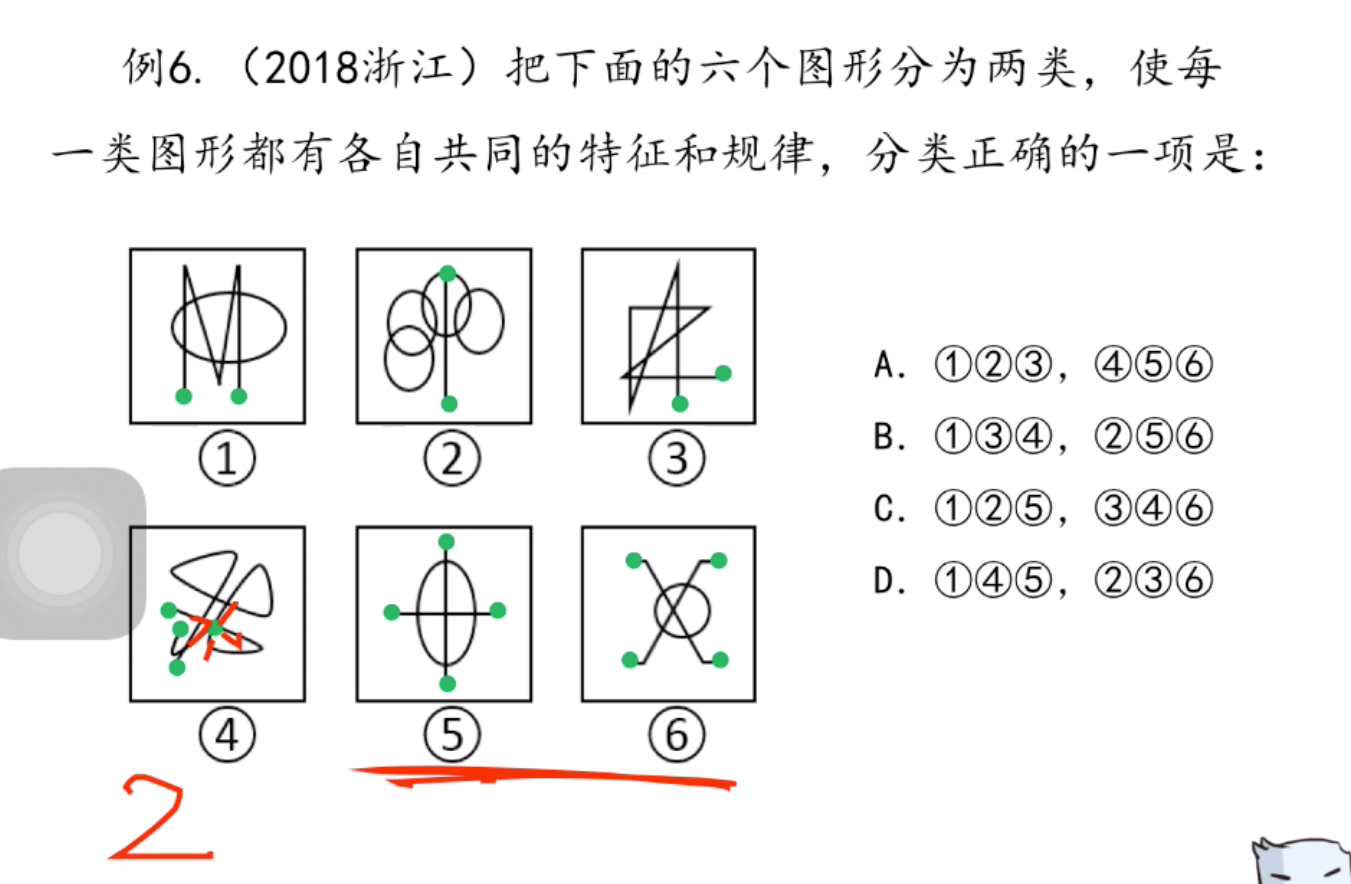 例6.（2018浙江）把下面的六个图形分为两类，使每
一类图形都有各自共同的特征和规律，分类正确的一项是：
① ② ③
④ ⑤ ⑥
A. ①②③，④⑤⑥
B. ①③④，②⑤⑥
C. ①②⑤，③④⑥
D. ①④⑤，②③⑥
2